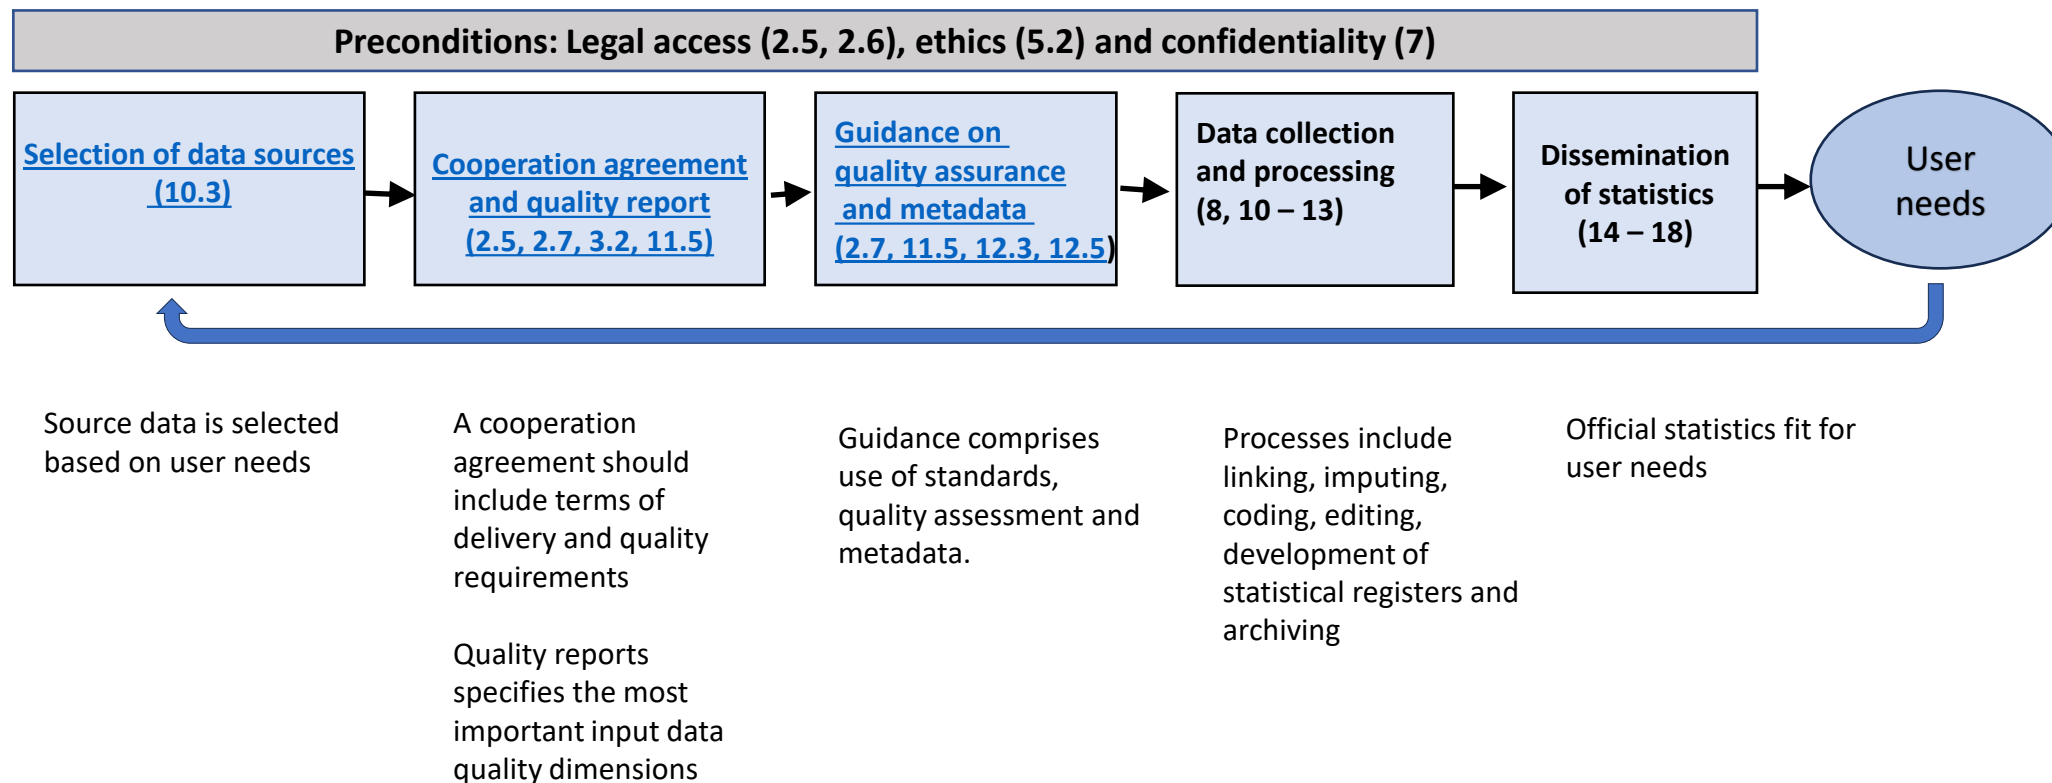 Preconditions: Legal access (2.5, 2.6), ethics (5.2) and confidentiality (7)
Selection of data sources
(10.3)
Cooperation agreement
and quality report
(2.5, 2.7, 3.2, 11.5)
Guidance on
quality assurance
and metadata
(2.7, 11.5, 12.3, 12.5)
Data collection
and processing
(8, 10 – 13)
Dissemination
of statistics
(14 – 18)
User
needs
Source data is selected
based on user needs
A cooperation
agreement should
include terms of
delivery and quality
requirements
Quality reports
specifies the most
important input data
quality dimensions
Guidance comprises
use of standards,
quality assessment and
metadata.
Processes include
linking, imputing,
coding, editing,
development of
statistical registers and
archiving
Official statistics fit for
user needs